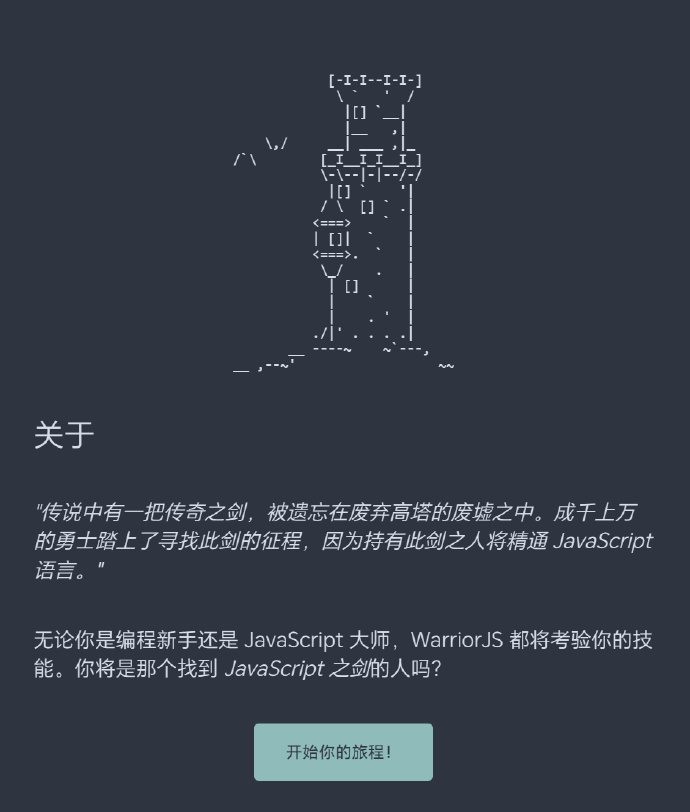 关于
"传说中有一把传奇之剑，被遗忘在废弃高塔的废墟之中。成千上万
的勇士踏上了寻找此剑的征程，因为持有此剑之人将精通 JavaScript
语言。"
无论你是编程新手还是 JavaScript 大师，WarriorJS 都将考验你的技
能。你将是那个找到 JavaScript 之剑的人吗？
开始你的旅程！